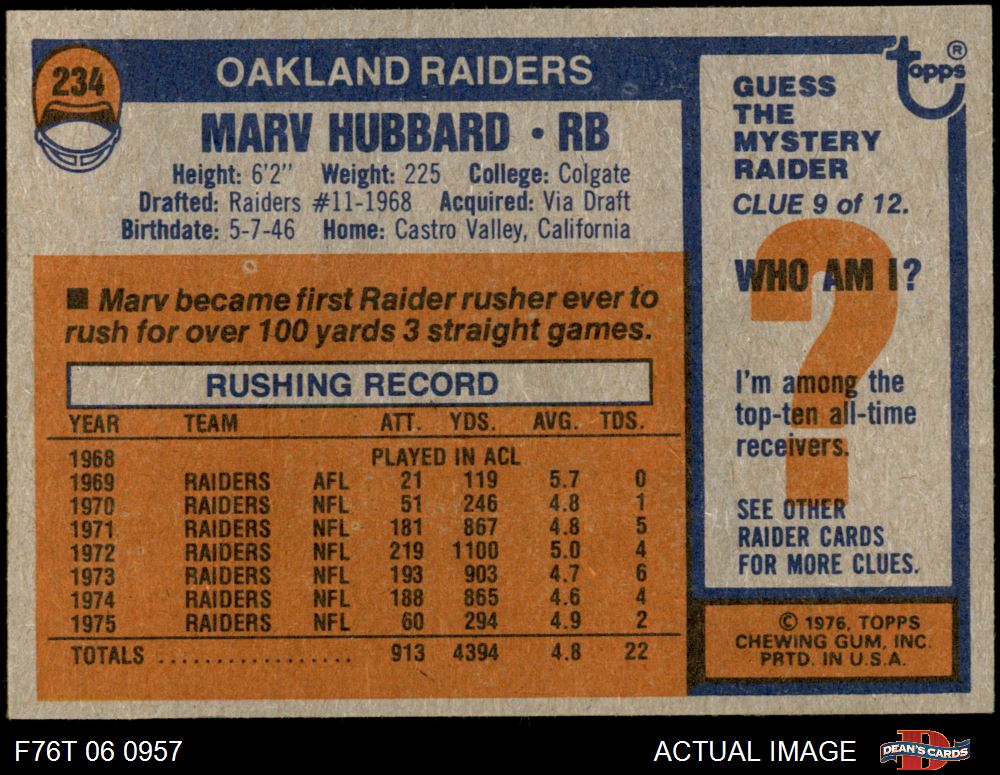 234
OAKLAND RAIDERS
MARV HUBBARD · RB
Height: 6'2" Weight: 225 College: Colgate
Drafted: Raiders #11-1968 Acquired: Via Draft
Birthdate: 5-7-46 Home: Castro Valley, California
■ Marv became first Raider rusher ever to
rush for over 100 yards 3 straight games.
RUSHING RECORD
YEAR TEAM ATT. YDS. AVG. TDS.
1968 PLAYED IN ACL
1969 RAIDERS AFL 21 119 5.7 0
1970 RAIDERS NFL 51 246 4.8 1
1971 RAIDERS NFL 181 867 4.8 5
1972 RAIDERS NFL 219 1100 5.0 4
1973 RAIDERS NFL 193 903 4.7 6
1974 RAIDERS NFL 188 865 4.6 4
1975 RAIDERS NFL 60 294 4.9 2
TOTALS .................. 913 4394 4.8 22
topps ®
GUESS
THE
MYSTERY
RAIDER
CLUE 9 of 12.
?
WHO AM I?
I'm among the
top-ten all-time
receivers.
SEE OTHER
RAIDER CARDS
FOR MORE CLUES.
© 1976, TOPPS
CHEWING GUM, INC.
PRTD. IN U.S.A.
F76T 06 0957
ACTUAL IMAGE
D
DEAN'S CARDS